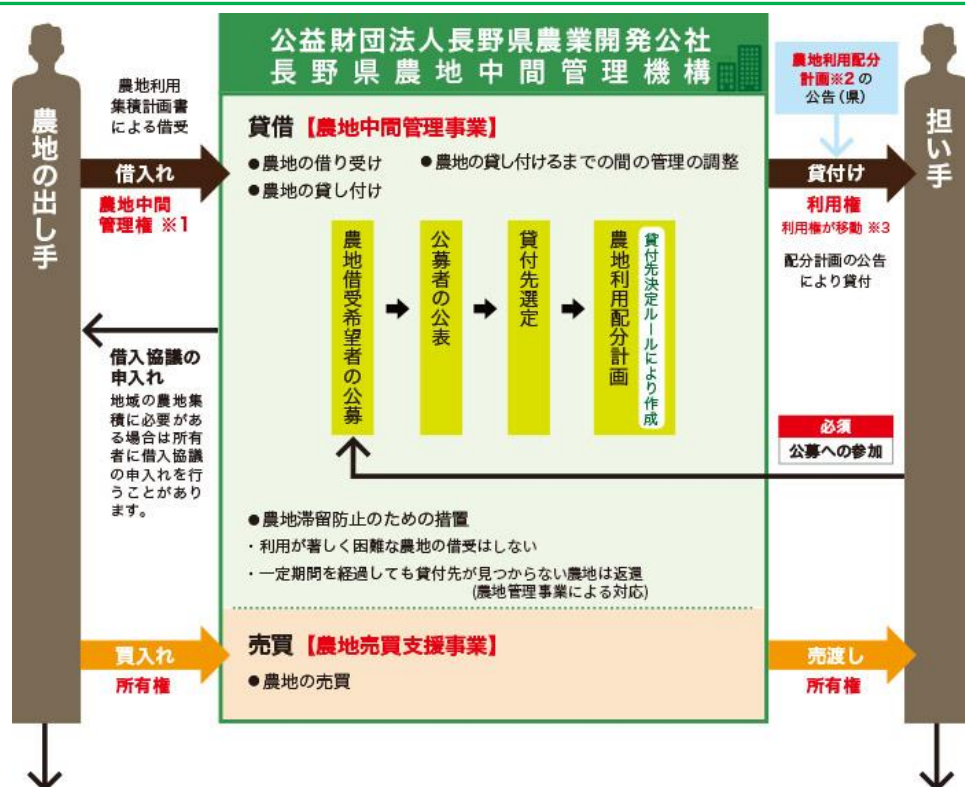 公益財団法人長野県農業開発公社
長野県農地中間管理機構
農地の出し手
農地利用
集積計画書
による借受
借入れ
農地中間
管理権 ※1
借入協議の
申入れ
地域の農地集
積に必要があ
る場合は所有
者に借入協議
の申入れを行
うことがあり
ます。
買入れ
所有権
貸借【農地中間管理事業】
●農地の借り受け
●農地の貸し付けるまでの間の管理の調整
●農地の貸し付け
農地借受希望者の公募
公募者の公表
貸付先選定
農地利用配分計画
貸付先決定ルールにより作成
●農地滞留防止のための措置
・利用が著しく困難な農地の借受はしない
・一定期間を経過しても貸付先が見つからない農地は返還
(農地管理事業による対応)
売買【農地売買支援事業】
●農地の売買
農地利用配分
計画※2の
公告(県)
貸付け
利用権
利用権が移動 ※3
配分計画の公告
により貸付
必須
公募への参加
売渡し
所有権
担い手